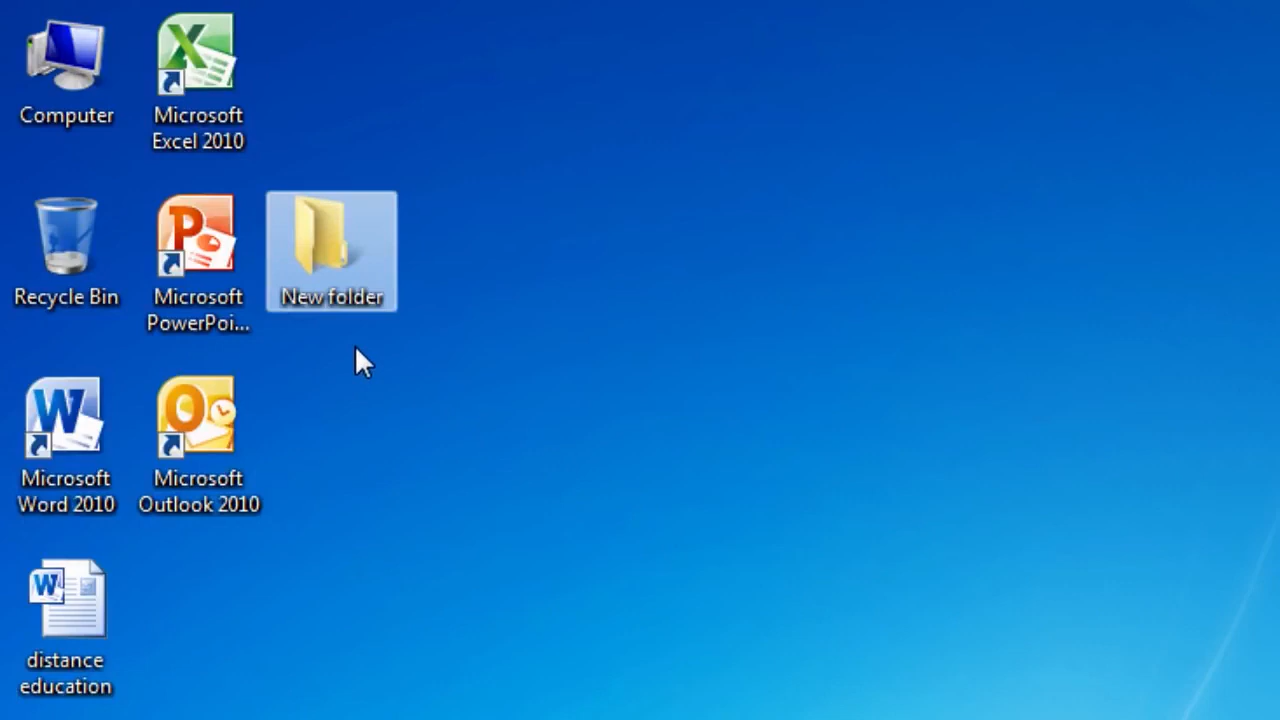 Computer
Microsoft
Excel 2010
Recycle Bin
Microsoft
PowerPoi...
New folder
Microsoft
Word 2010
Microsoft
Outlook 2010
distance
education